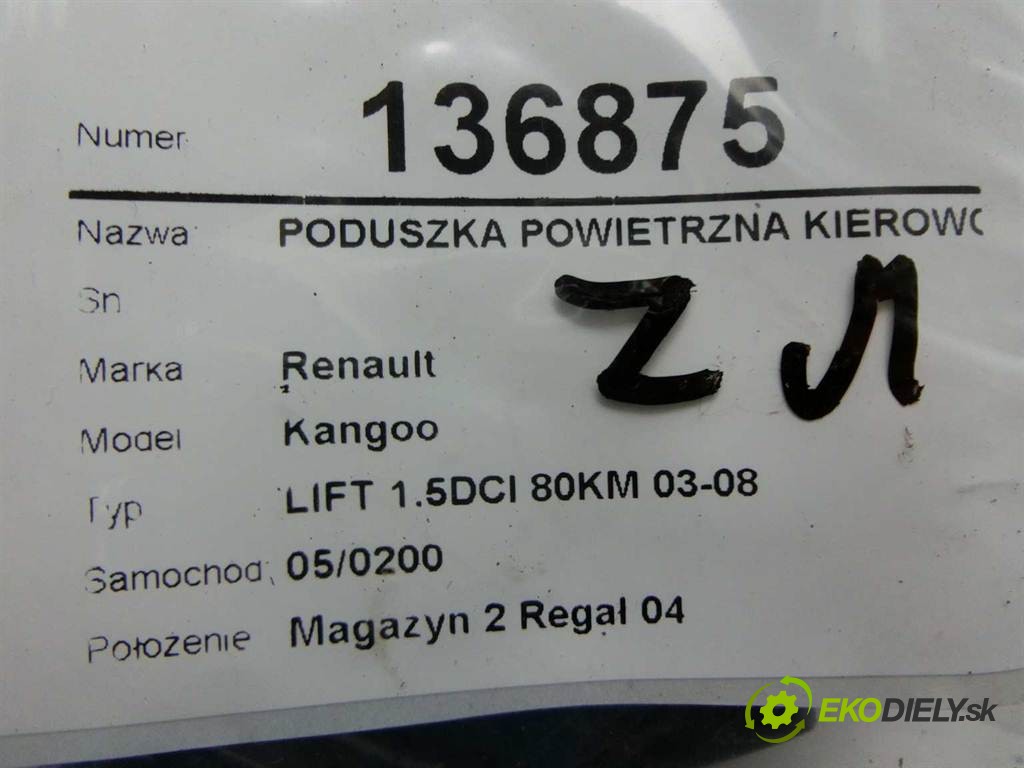 Numer 136875
Nazwa PODUSZKA POWIETRZNA KIEROWC
Sn
Marka Renault
Model Kangoo
Typ LIFT 1.5DCI 80KM 03-08
Samochod: 05/0200
Położenie Magazyn 2 Regał 04
EKODIELY.sk